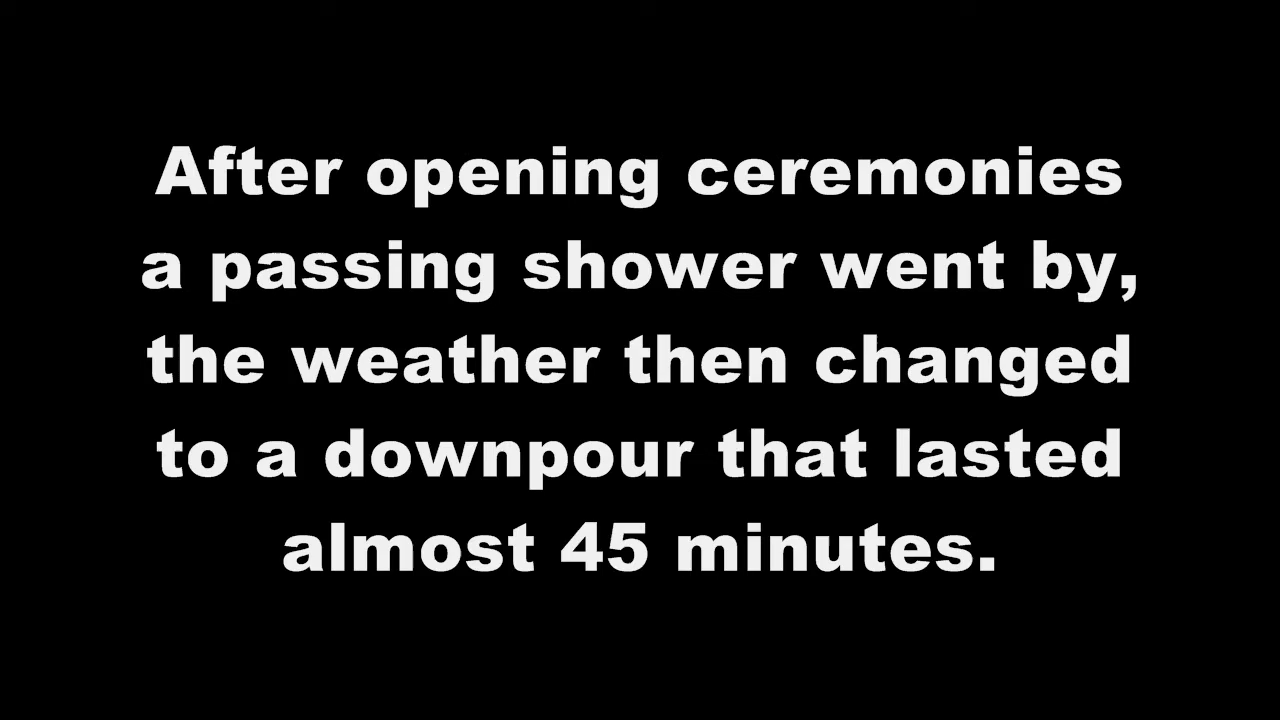 After opening ceremonies
a passing shower went by,
the weather then changed
to a downpour that lasted
almost 45 minutes.